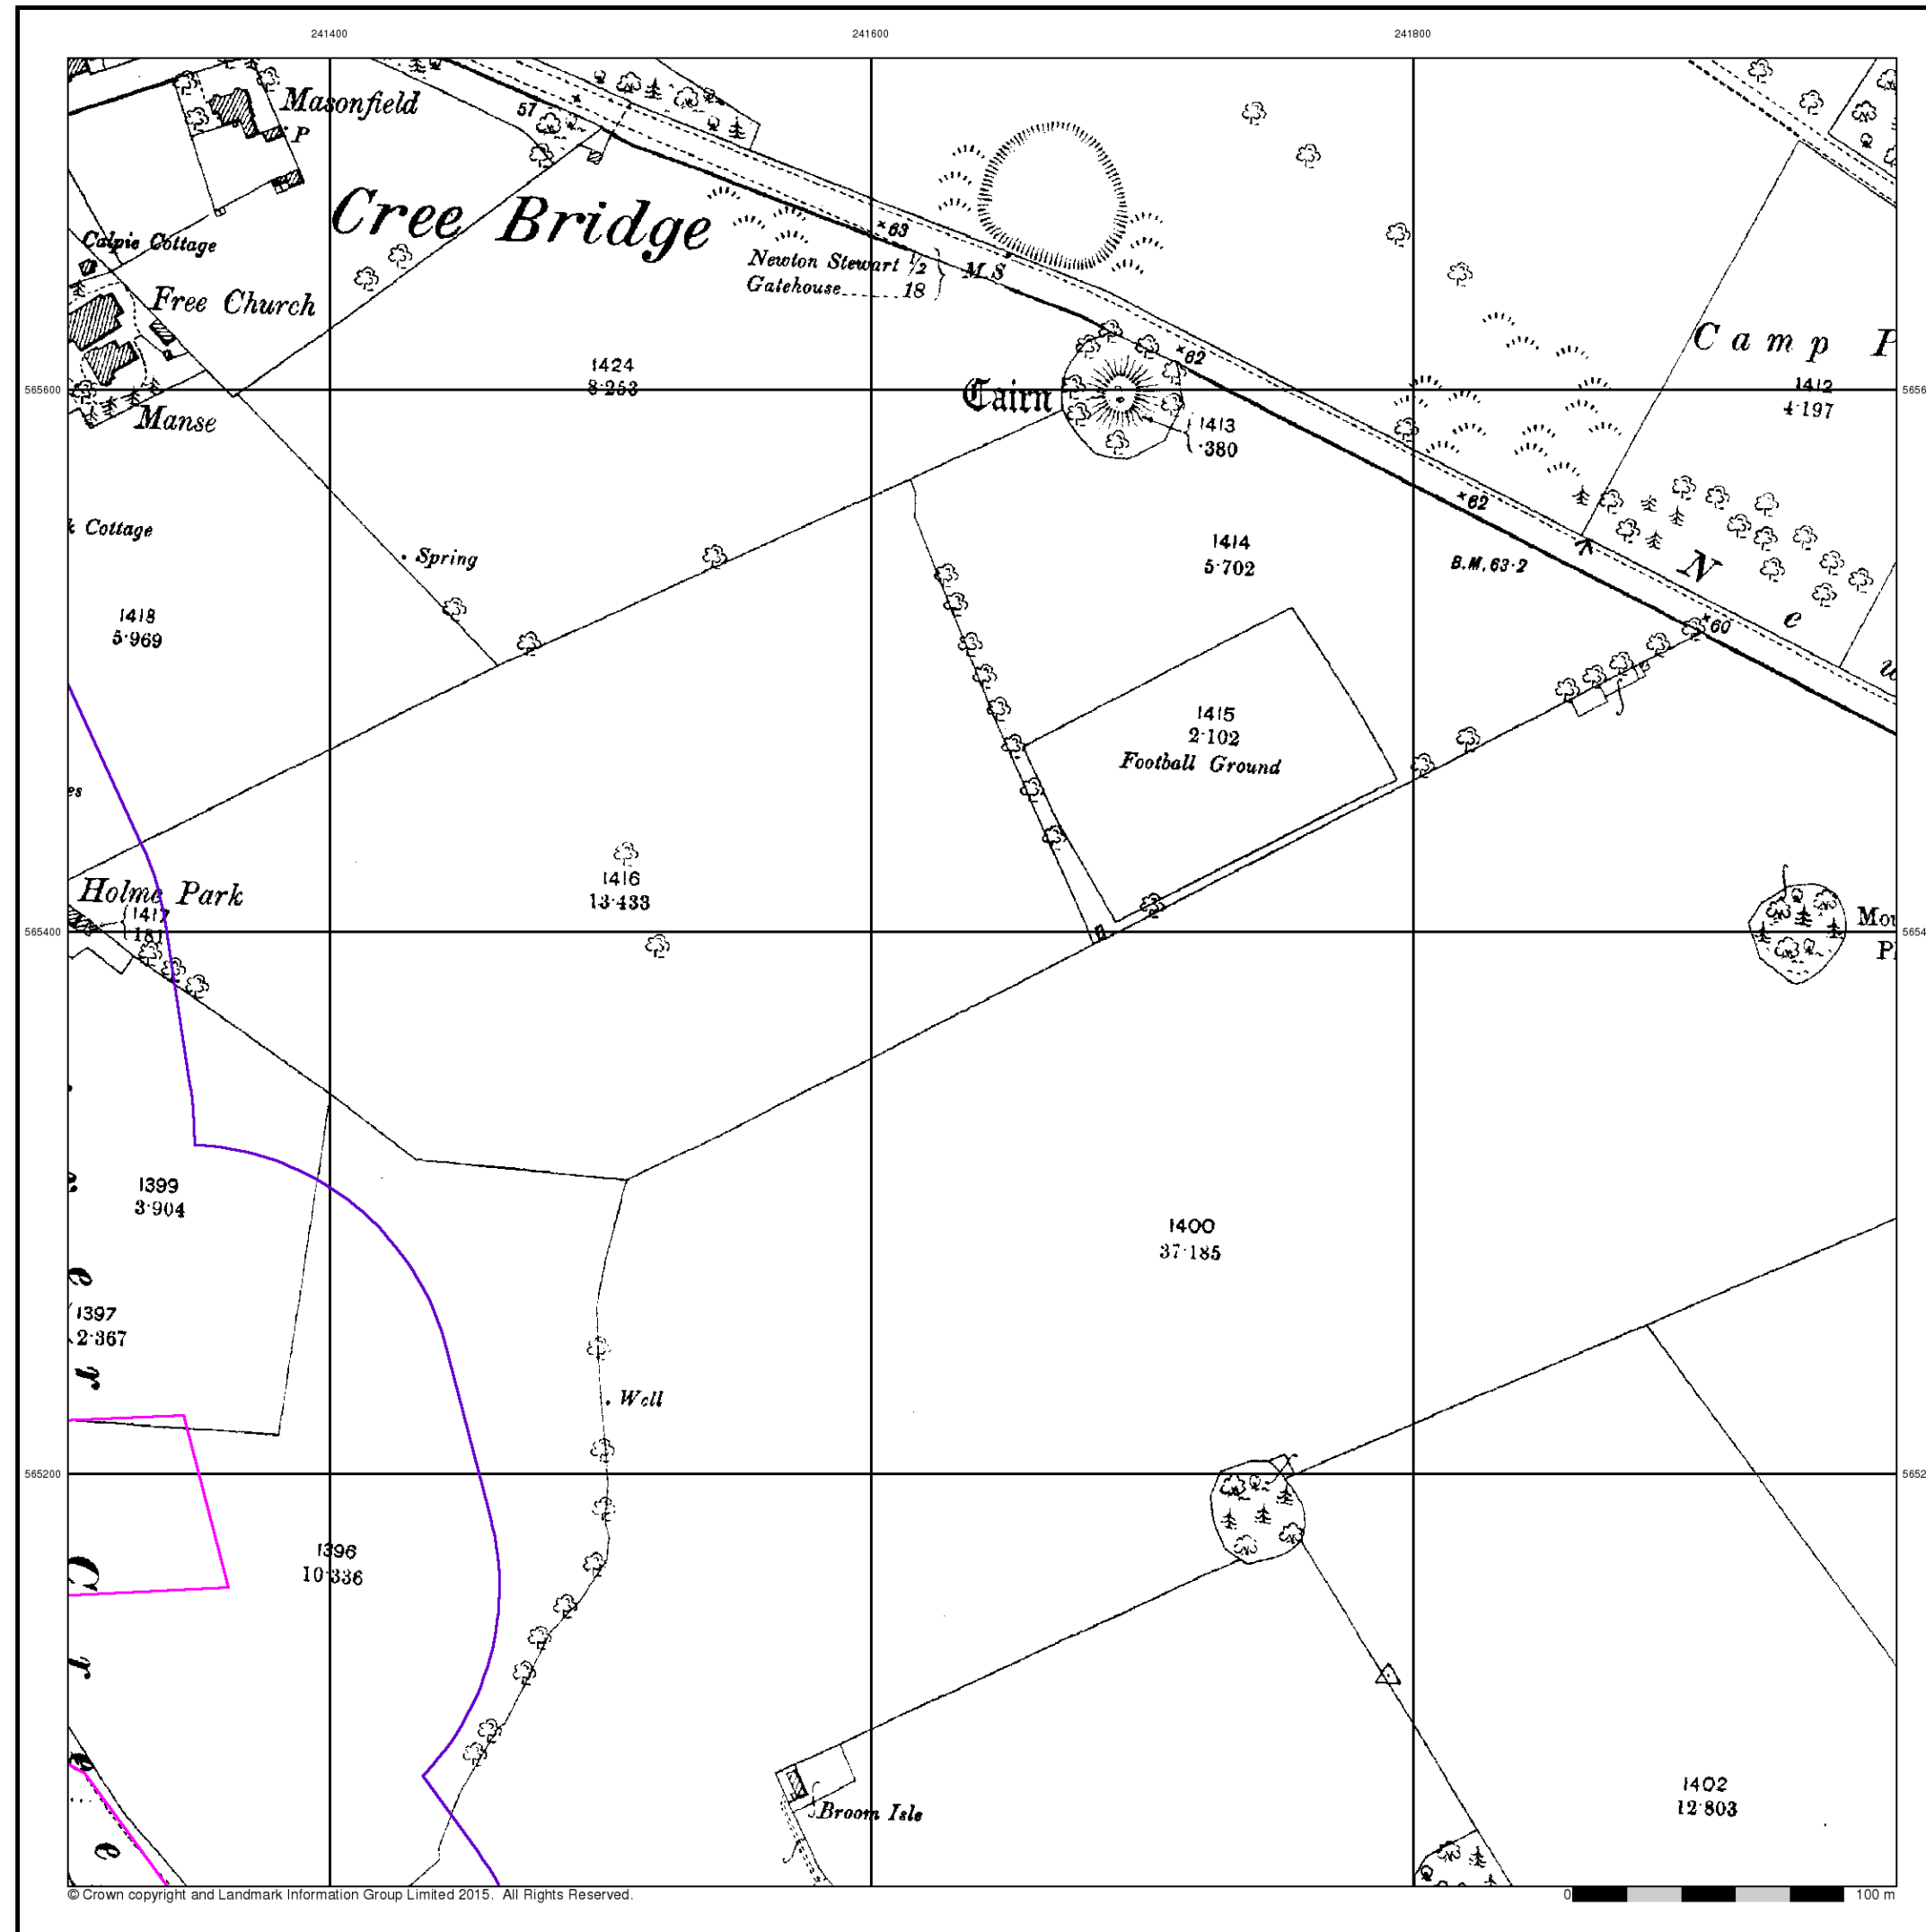 241400
241600
241800
Masonfield
P
57
Cree Bridge
63
Calpie Cottage
Newton Stewart 1/2
Gatehouse 18
M.S.
Free Church
Camp P
62
1424
8·253
565600
Cairn
1412
4·197
Manse
1413
·380
Cottage
Spring
62
N
1414
5·702
B.M. 63·2
e
1418
5·969
60
w
1415
2·102
Football Ground
es
1416
13·433
Holme Park
1417
·181
565400
Mou
Pl
1399
3·904
1400
37·185
e
1397
2·367
r
Well
565200
1396
10·336
C
r
e
e
1402
12·803
Broom Isle
© Crown copyright and Landmark Information Group Limited 2015. All Rights Reserved.
0 100 m